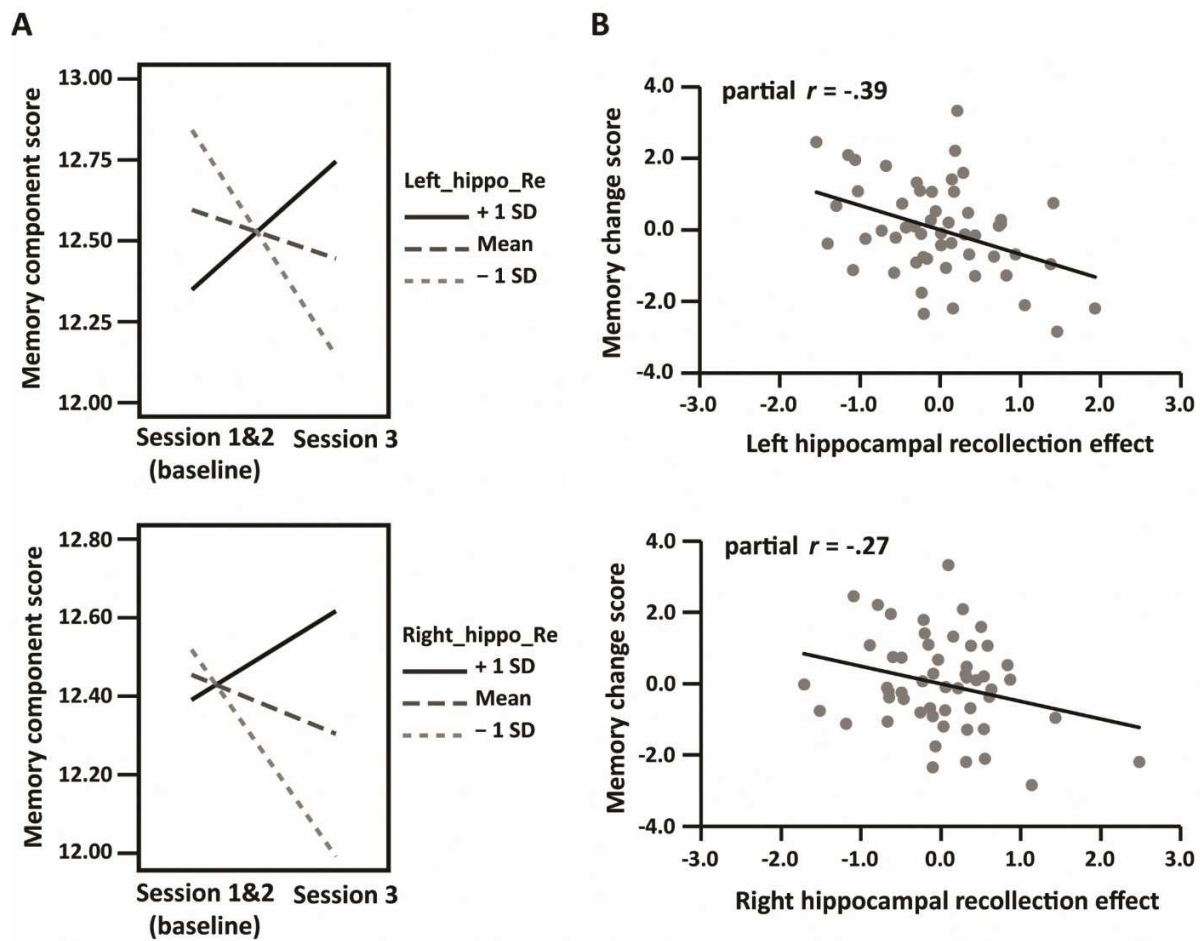 A
13.00
12.75
12.50
12.25
12.00
Memory component score
Session 1&2
(baseline)
Session 3
Left_hippo_Re
+ 1 SD
Mean
– 1 SD
B
partial r = -.39
4.0
2.0
0.0
-2.0
-4.0
Memory change score
-3.0 -2.0 -1.0 0.0 1.0 2.0 3.0
Left hippocampal recollection effect
12.80
12.60
12.40
12.20
12.00
Memory component score
Session 1&2
(baseline)
Session 3
Right_hippo_Re
+ 1 SD
Mean
– 1 SD
partial r = -.27
4.0
2.0
0.0
-2.0
-4.0
Memory change score
-3.0 -2.0 -1.0 0.0 1.0 2.0 3.0
Right hippocampal recollection effect